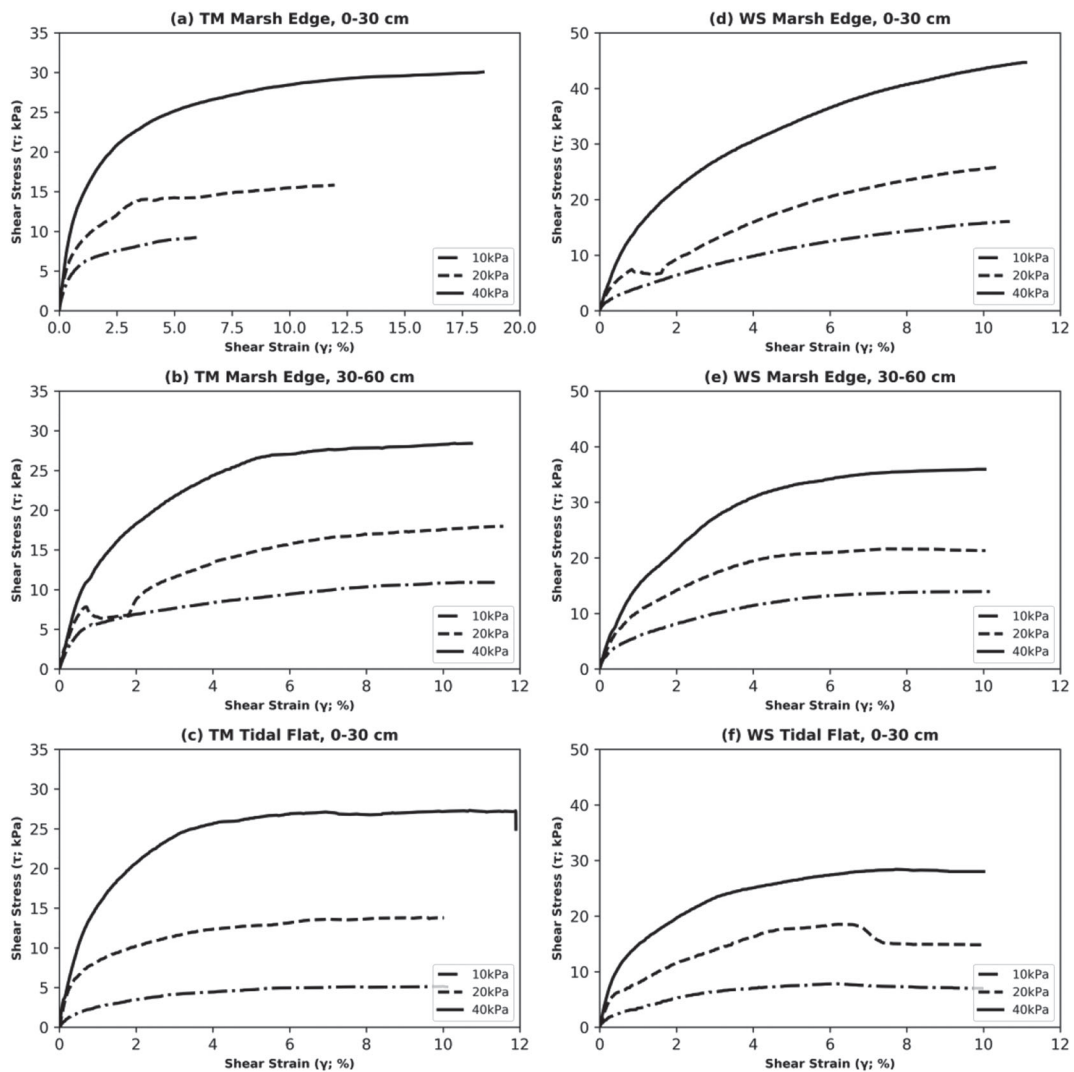 (a) TM Marsh Edge, 0-30 cm
35
30
25
20
15
10
5
0
Shear Stress (τ; kPa)
10kPa
20kPa
40kPa
0.0 2.5 5.0 7.5 10.0 12.5 15.0 17.5 20.0
Shear Strain (γ; %)
(d) WS Marsh Edge, 0-30 cm
50
40
30
20
10
0
Shear Stress (τ; kPa)
10kPa
20kPa
40kPa
0 2 4 6 8 10 12
Shear Strain (γ; %)
(b) TM Marsh Edge, 30-60 cm
35
30
25
20
15
10
5
0
Shear Stress (τ; kPa)
10kPa
20kPa
40kPa
0 2 4 6 8 10 12
Shear Strain (γ; %)
(e) WS Marsh Edge, 30-60 cm
50
40
30
20
10
0
Shear Stress (τ; kPa)
10kPa
20kPa
40kPa
0 2 4 6 8 10 12
Shear Strain (γ; %)
(c) TM Tidal Flat, 0-30 cm
35
30
25
20
15
10
5
0
Shear Stress (τ; kPa)
10kPa
20kPa
40kPa
0 2 4 6 8 10 12
Shear Strain (γ; %)
(f) WS Tidal Flat, 0-30 cm
50
40
30
20
10
0
Shear Stress (τ; kPa)
10kPa
20kPa
40kPa
0 2 4 6 8 10 12
Shear Strain (γ; %)